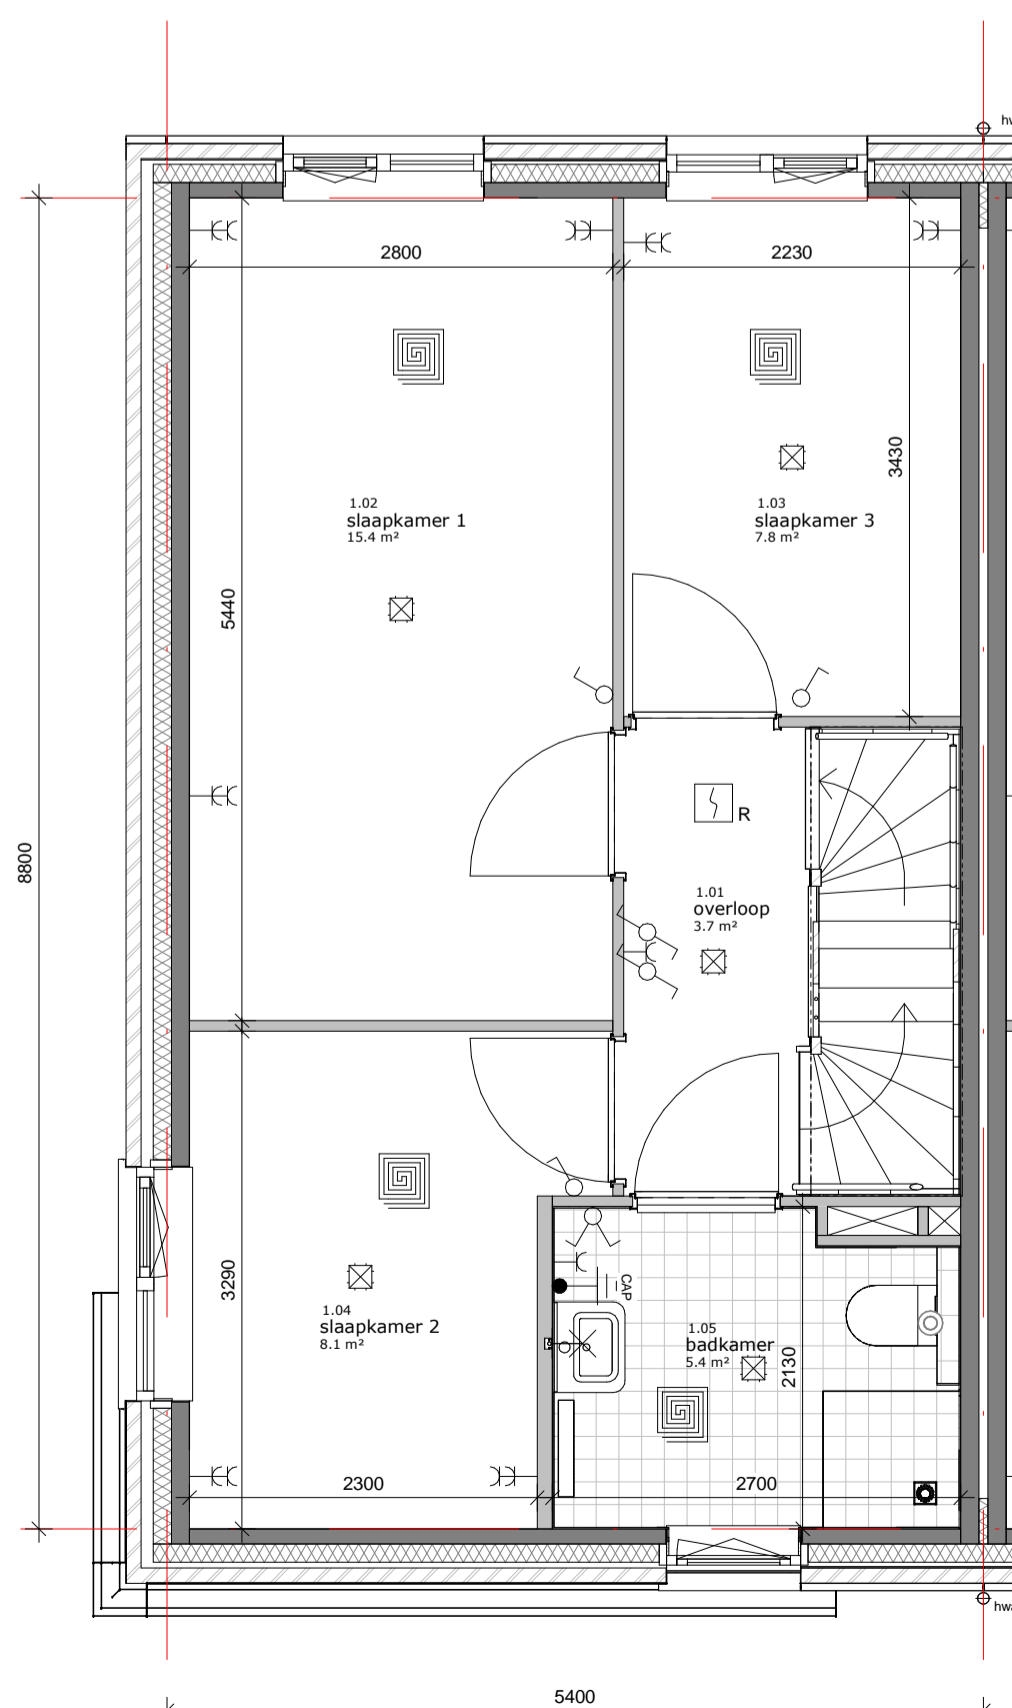 hw
2800
2230
3430
1.02
slaapkamer 1
15.4 m²
1.03
slaapkamer 3
7.8 m²
5440
R
8800
1.01
overloop
3.7 m²
3290
CAP
1.04
slaapkamer 2
8.1 m²
1.05
badkamer
5.4 m²
2130
2300
2700
hwa
5400